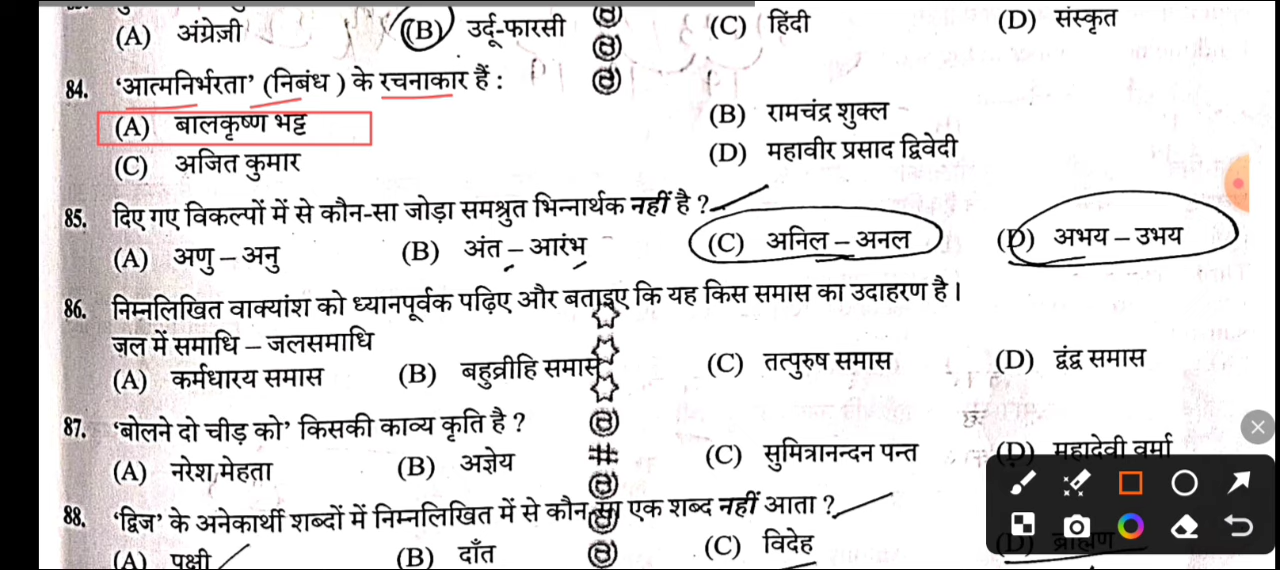 (A) अंग्रेज़ी (B) उर्दू-फारसी (C) हिंदी (D) संस्कृत
84. ‘आत्मनिर्भरता’ (निबंध ) के रचनाकार हैं :
(A) बालकृष्ण भट्ट (B) रामचंद्र शुक्ल
(C) अजित कुमार (D) महावीर प्रसाद द्विवेदी
85. दिए गए विकल्पों में से कौन-सा जोड़ा समश्रुत भिन्नार्थक नहीं है ?
(A) अणु – अनु (B) अंत – आरंभ (C) अनिल – अनल (D) अभय – उभय
86. निम्नलिखित वाक्यांश को ध्यानपूर्वक पढ़िए और बताइए कि यह किस समास का उदाहरण है।
जल में समाधि – जलसमाधि
(A) कर्मधारय समास (B) बहुव्रीहि समास (C) तत्पुरुष समास (D) द्वंद्व समास
87. ‘बोलने दो चीड़ को’ किसकी काव्य कृति है ?
(A) नरेश मेहता (B) अज्ञेय (C) सुमित्रानन्दन पन्त (D) महादेवी वर्मा
88. ‘द्विज’ के अनेकार्थी शब्दों में निम्नलिखित में से कौन सा एक शब्द नहीं आता ?
(A) पक्षी (B) दाँत (C) विदेह (D) ब्राह्मण